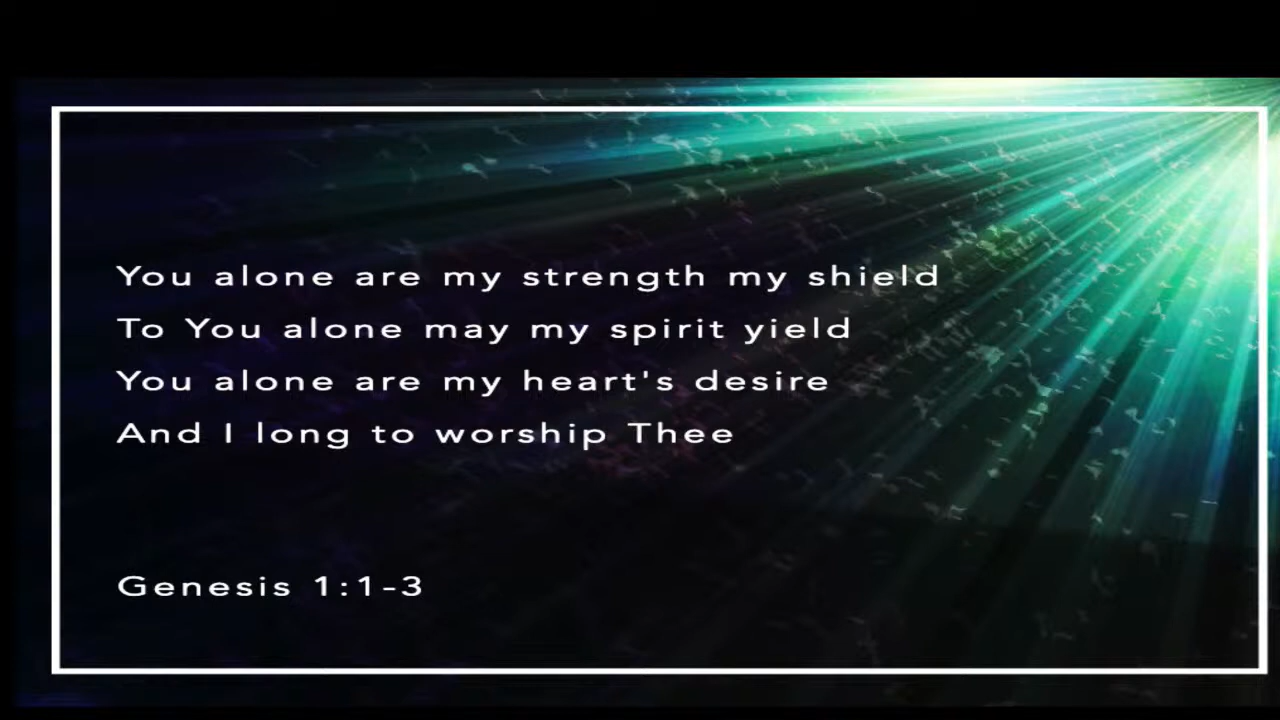 You alone are my strength my shield
To You alone may my spirit yield
You alone are my heart's desire
And I long to worship Thee
Genesis 1:1-3